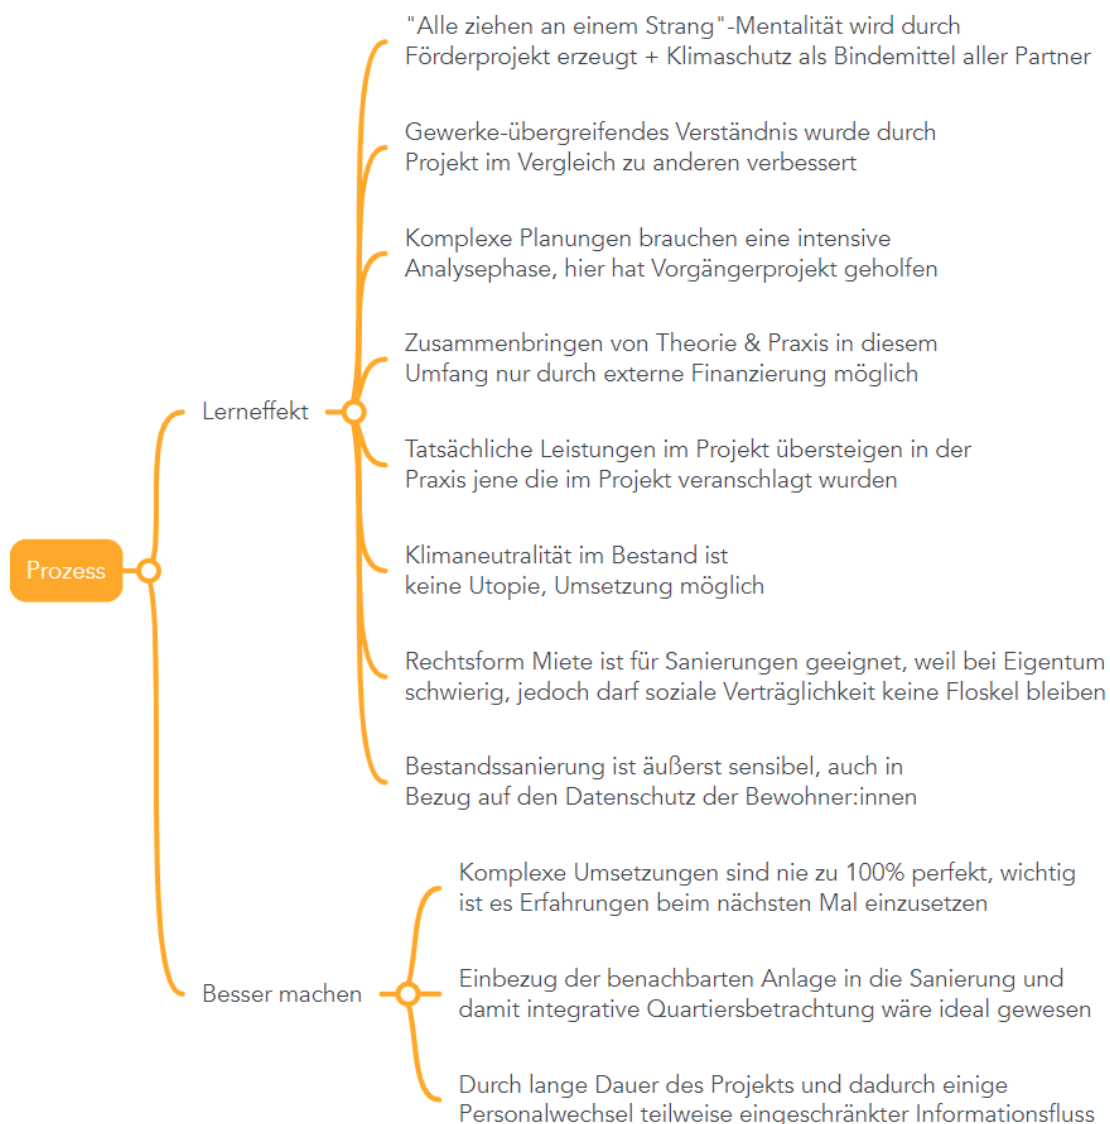 "Alle ziehen an einem Strang"-Mentalität wird durch
Förderprojekt erzeugt + Klimaschutz als Bindemittel aller Partner
Gewerke-übergreifendes Verständnis wurde durch
Projekt im Vergleich zu anderen verbessert
Komplexe Planungen brauchen eine intensive
Analysephase, hier hat Vorgängerprojekt geholfen
Zusammenbringen von Theorie & Praxis in diesem
Umfang nur durch externe Finanzierung möglich
Lerneffekt
Tatsächliche Leistungen im Projekt übersteigen in der
Praxis jene die im Projekt veranschlagt wurden
Prozess
Klimaneutralität im Bestand ist
keine Utopie, Umsetzung möglich
Rechtsform Miete ist für Sanierungen geeignet, weil bei Eigentum
schwierig, jedoch darf soziale Verträglichkeit keine Floskel bleiben
Bestandssanierung ist äußerst sensibel, auch in
Bezug auf den Datenschutz der Bewohner:innen
Komplexe Umsetzungen sind nie zu 100% perfekt, wichtig
ist es Erfahrungen beim nächsten Mal einzusetzen
Besser machen
Einbezug der benachbarten Anlage in die Sanierung und
damit integrative Quartiersbetrachtung wäre ideal gewesen
Durch lange Dauer des Projekts und dadurch einige
Personalwechsel teilweise eingeschränkter Informationsfluss